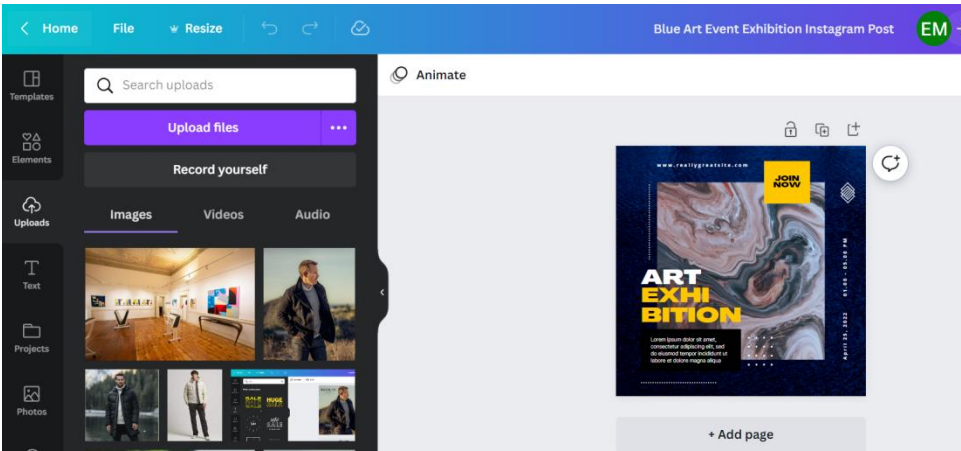 Home File Resize Blue Art Event Exhibition Instagram Post EM
Templates
Elements
Uploads
Text
Projects
Photos
Search uploads
Upload files
Record yourself
Images Videos Audio
SALE HUGE
SALE
Animate
www.reallygreatsite.com
JOIN
NOW
ART
EXHI
BITION
Lorem ipsum dolor sit amet,
consectetur adipiscing elit, sed
do eiusmod tempor incididunt ut
labore et dolore magna aliqua
April 25, 2022 01.00 - 05.00 PM
+ Add page